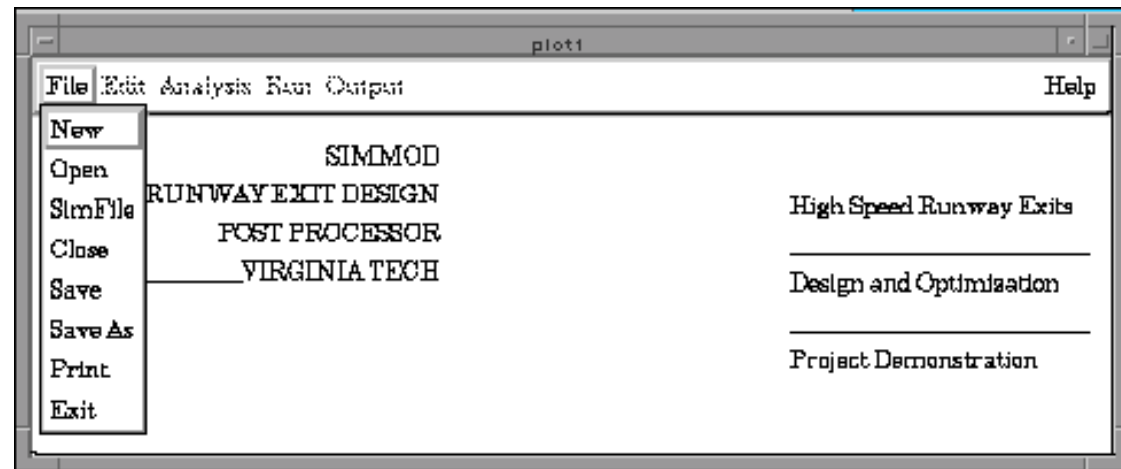 plot1
File Edit Analysis Run Output Help
New
Open
SimFile
Close
Save
Save As
Print
Exit
SIMMOD
RUNWAY EXIT DESIGN
POST PROCESSOR
VIRGINIA TECH
High Speed Runway Exits
Design and Optimization
Project Demonstration